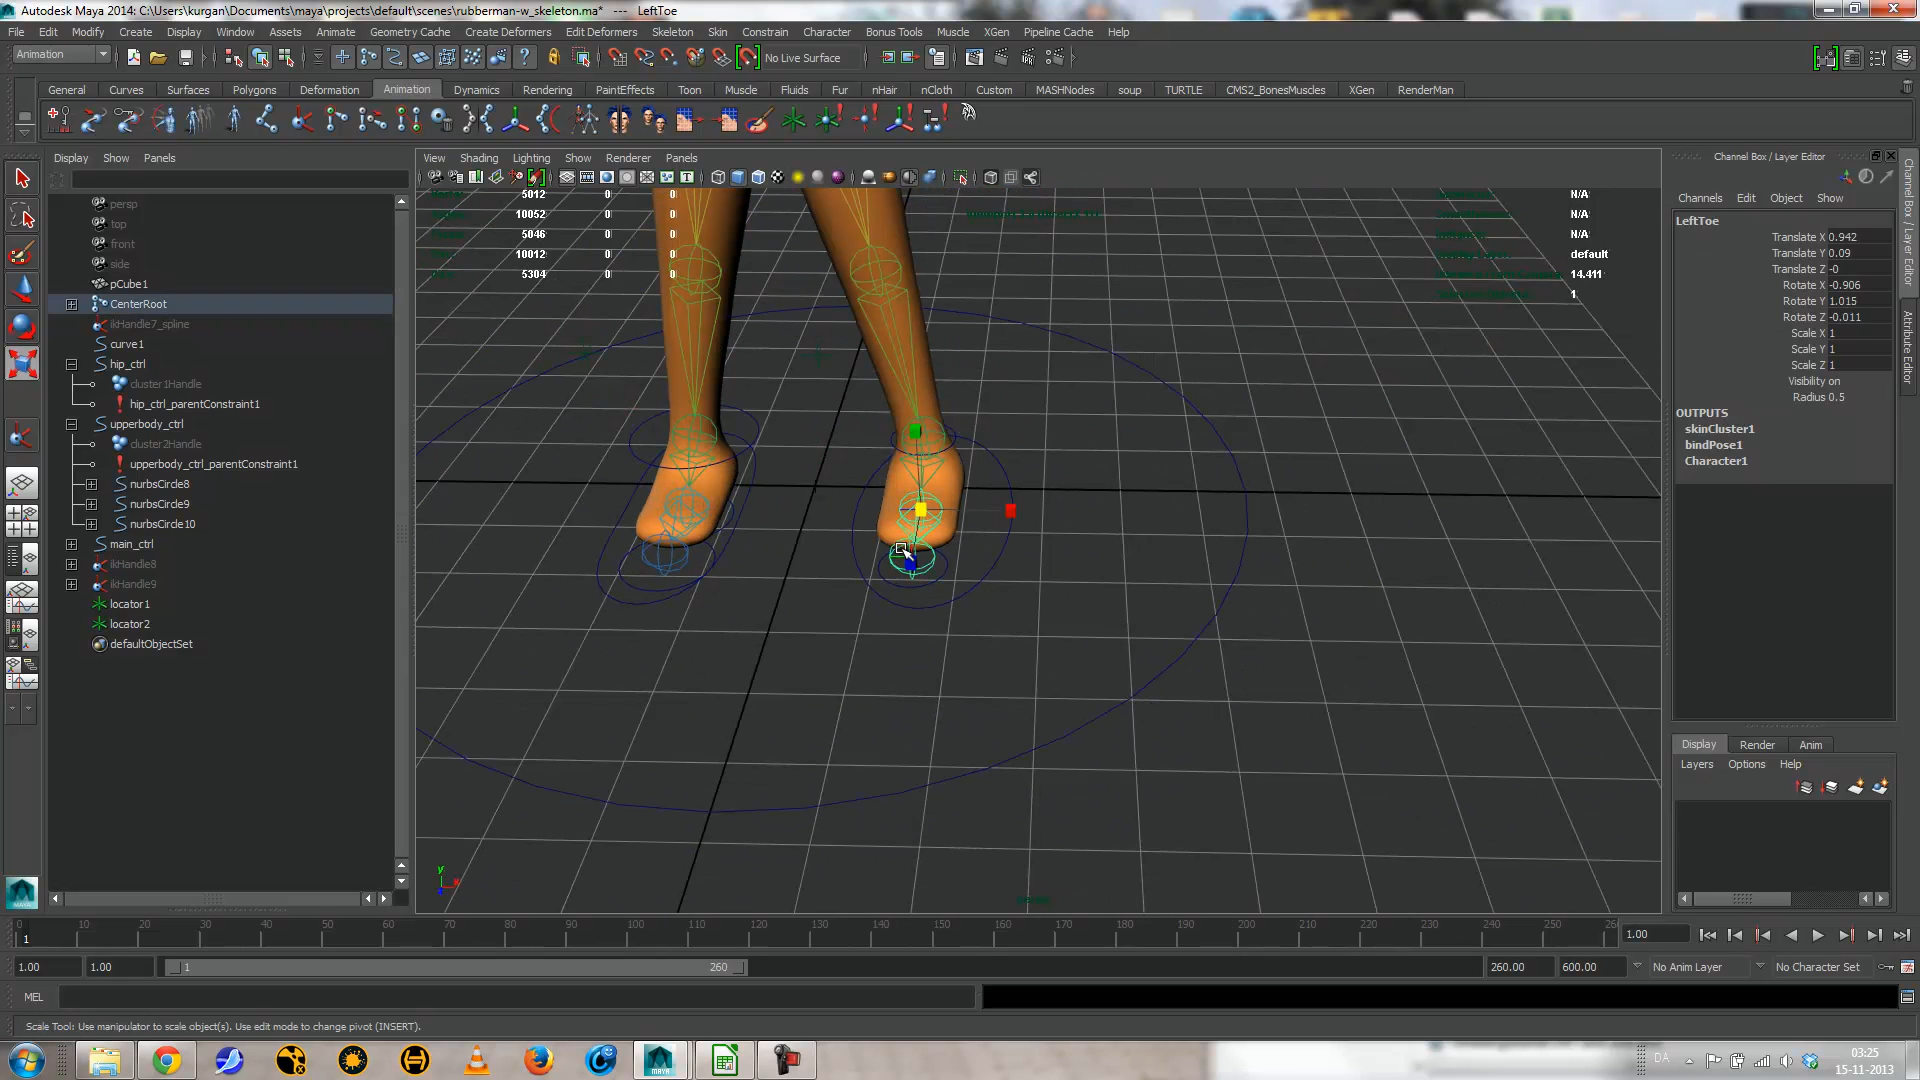 Autodesk Maya 2014: C:\Users\kurgan\Documents\maya\projects\default\scenes\rubberman-w_skeleton.ma* --- LeftToe
File Edit Modify Create Display Window Assets Animate Geometry Cache Create Deformers Edit Deformers Skeleton Skin Constrain Character Bonus Tools Muscle XGen Pipeline Cache Help
Animation No Live Surface
General Curves Surfaces Polygons Deformation Animation Dynamics Rendering PaintEffects Toon Muscle Fluids Fur nHair nCloth Custom MASHNodes soup TURTLE CMS2_BonesMuscles XGen RenderMan
Display Show Panels
View Shading Lighting Show Renderer Panels
Channel Box / Layer Editor
Channels Edit Object Show
persp
top
front
side
pCube1
CenterRoot
ikHandle7_spline
curve1
hip_ctrl
cluster1Handle
hip_ctrl_parentConstraint1
upperbody_ctrl
cluster2Handle
upperbody_ctrl_parentConstraint1
nurbsCircle8
nurbsCircle9
nurbsCircle10
main_ctrl
ikHandle8
ikHandle9
locator1
locator2
defaultObjectSet
5012 0 0
10052 0 0
5046 0 0
10012 0 0
5304 0 0
N/A
N/A
N/A
default
14.411
1
y
x
LeftToe
Translate X 0.942
Translate Y 0.09
Translate Z -0
Rotate X -0.906
Rotate Y 1.015
Rotate Z -0.011
Scale X 1
Scale Y 1
Scale Z 1
Visibility on
Radius 0.5
OUTPUTS
skinCluster1
bindPose1
Character1
Channel Box / Layer Editor
Attribute Editor
Display Render Anim
Layers Options Help
0 10 20 30 40 50 60 70 80 90 100 110 120 130 140 150 160 170 180 190 200 210 220 230 240 250 26
1
1.00
1.00 1.00 1 260 260.00 600.00 No Anim Layer No Character Set
MEL
Scale Tool: Use manipulator to scale object(s). Use edit mode to change pivot (INSERT).
MAYA
DA
03:25
15-11-2013